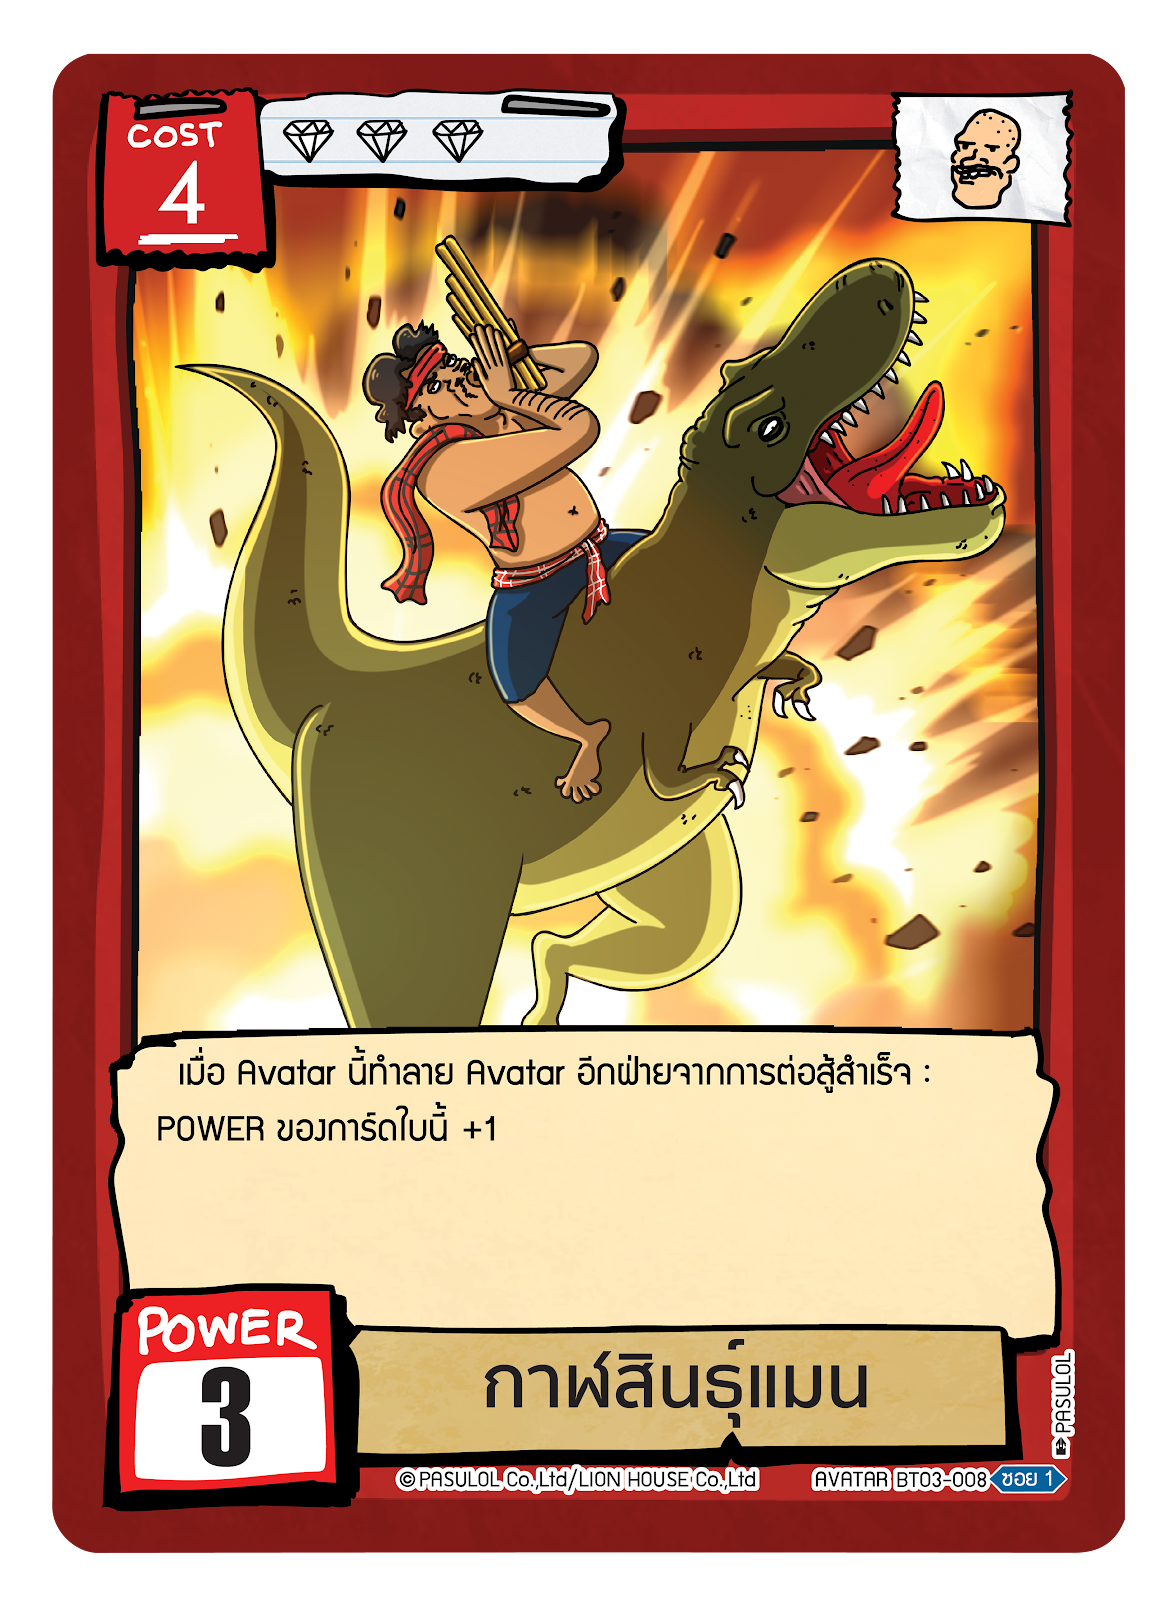 COST
4
เมื่อ Avatar นี้ทำลาย Avatar อีกฝ่ายจากการต่อสู้สำเร็จ :
POWER ของการ์ดใบนี้ +1
POWER
3
กาฬสินธุ์แมน
PASULOL
© PASULOL Co.,Ltd/LION HOUSE Co.,Ltd
AVATAR BT03-008 ซอย 1